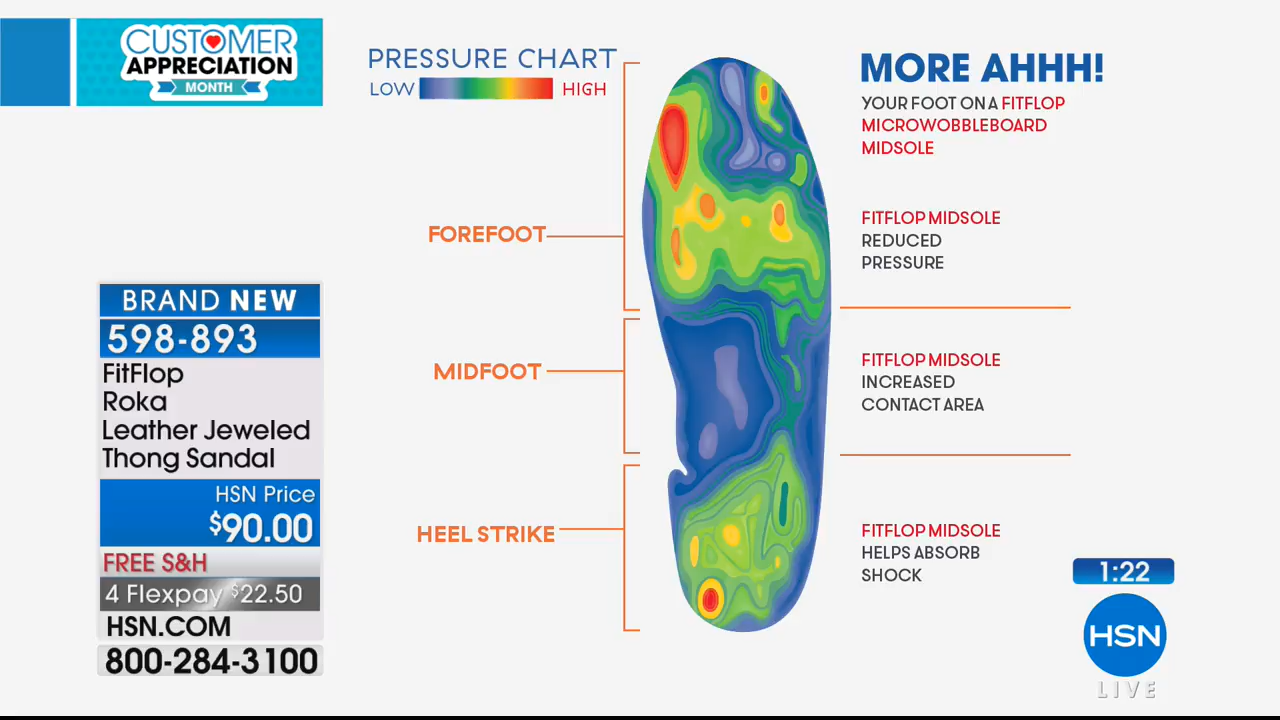 CUSTOMER
APPRECIATION
MONTH
PRESSURE CHART
LOW
HIGH
MORE AHHH!
YOUR FOOT ON A FITFLOP
MICROWOBBLEBOARD
MIDSOLE
FOREFOOT
FITFLOP MIDSOLE
REDUCED
PRESSURE
MIDFOOT
FITFLOP MIDSOLE
INCREASED
CONTACT AREA
HEEL STRIKE
FITFLOP MIDSOLE
HELPS ABSORB
SHOCK
BRAND NEW
598-893
FitFlop
Roka
Leather Jeweled
Thong Sandal
HSN Price
$90.00
FREE S&H
4 Flexpay $22.50
HSN.COM
800-284-3100
1:22
HSN
LIVE